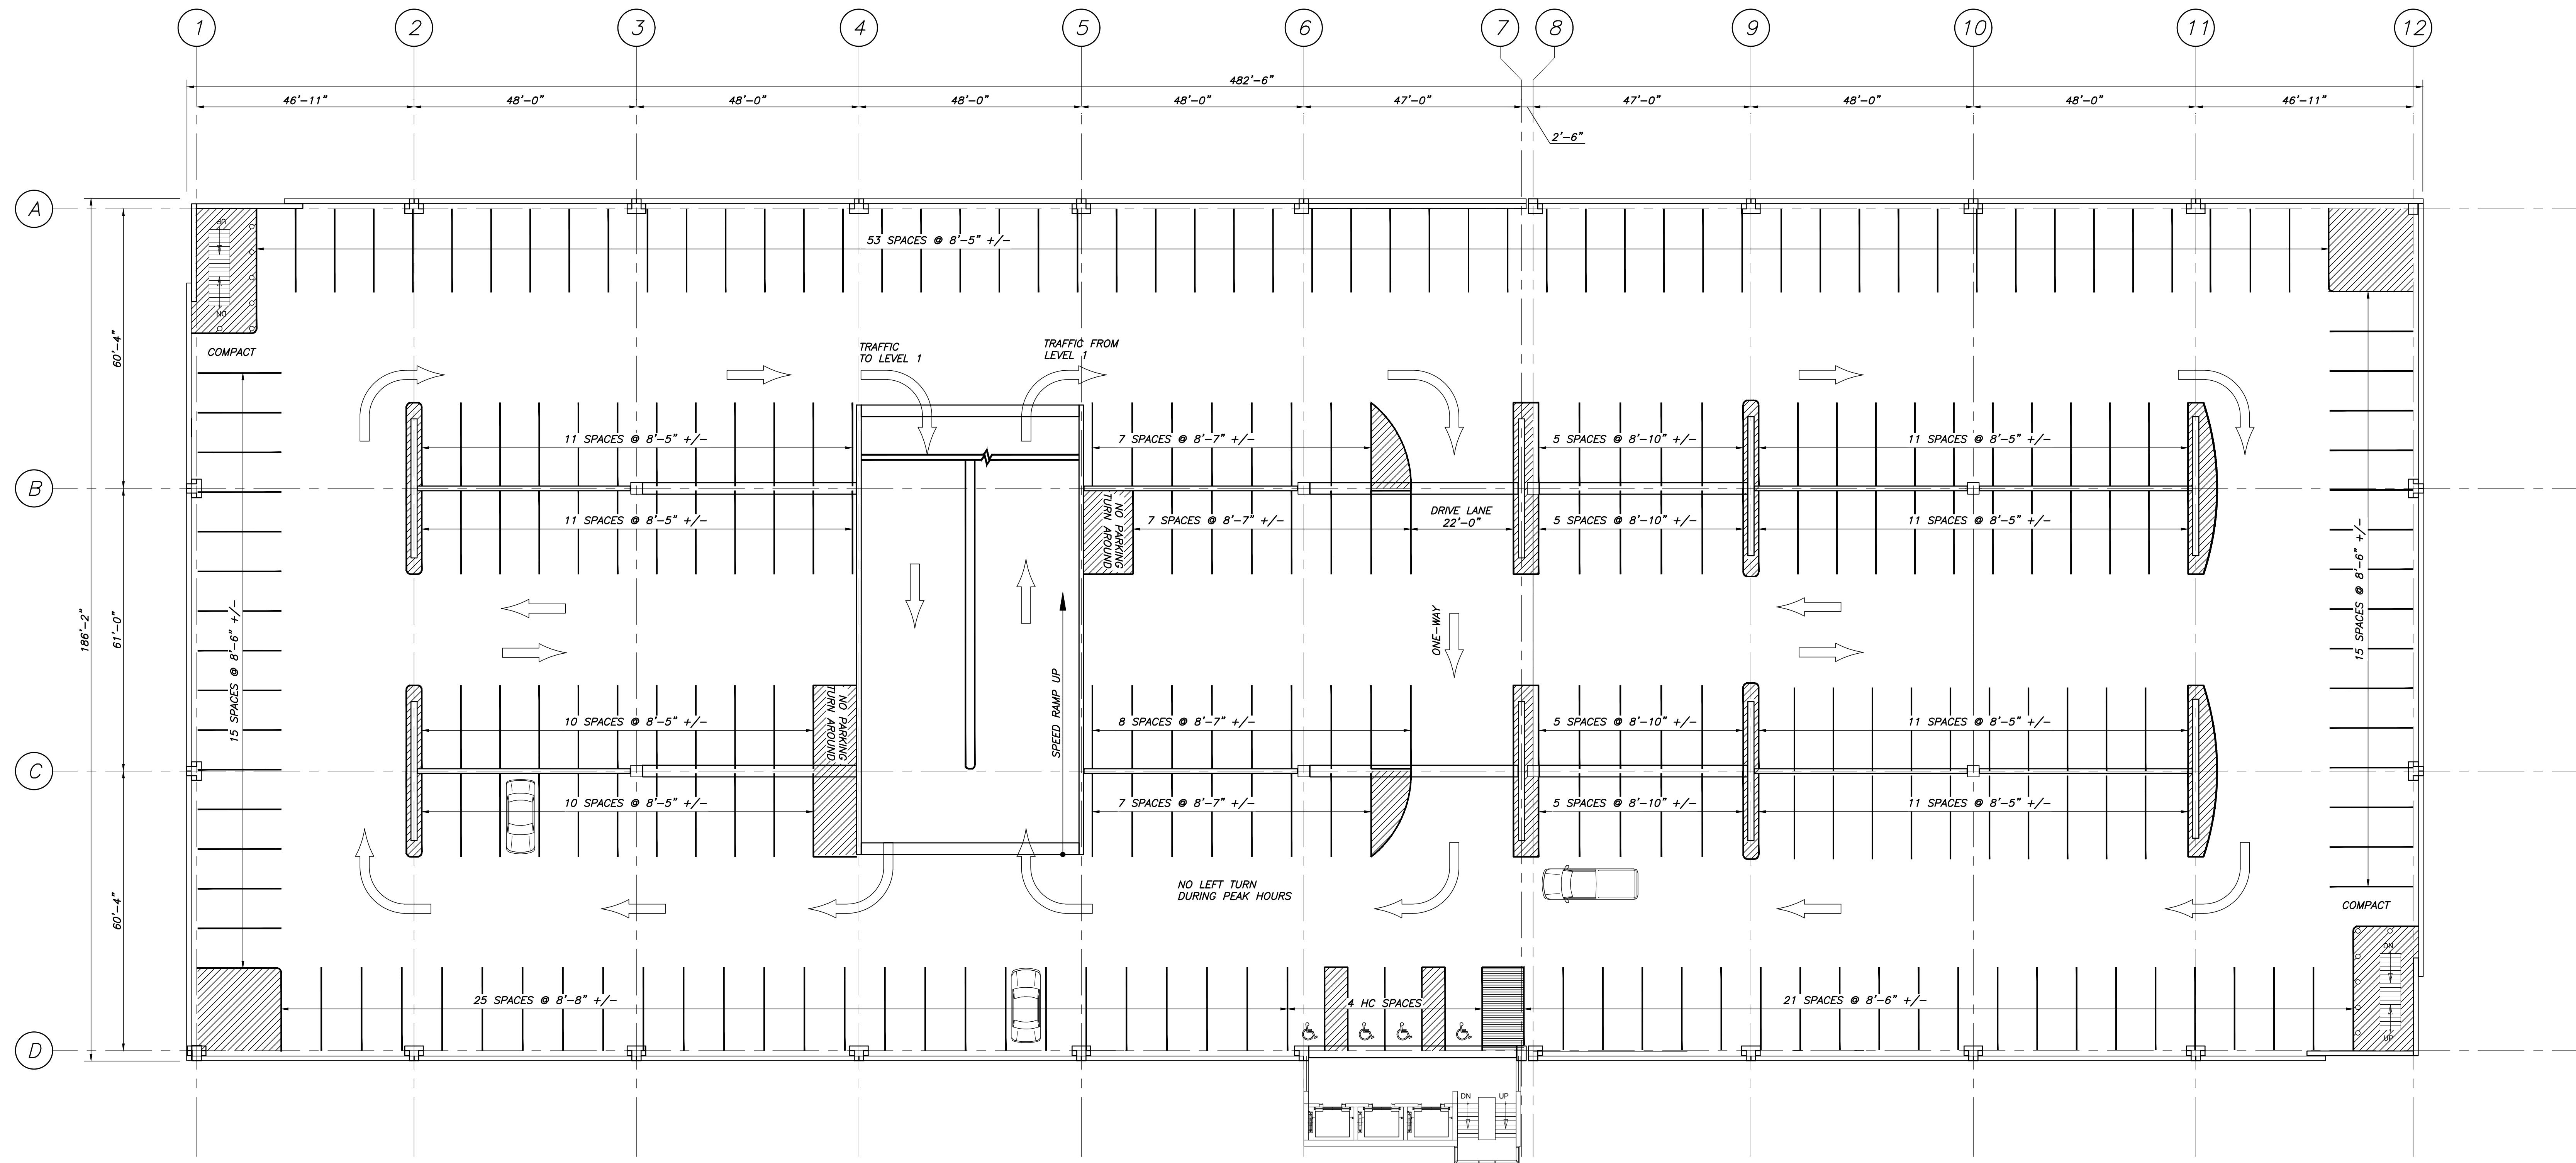 1
2
3
4
5
6
7
8
9
10
11
12
482'-6"
46'-11"
48'-0"
48'-0"
48'-0"
48'-0"
47'-0"
47'-0"
48'-0"
48'-0"
46'-11"
2'-6"
A
UP
53 SPACES @ 8'-5" +/-
DN
60'-4"
COMPACT
TRAFFIC
TO LEVEL 1
TRAFFIC FROM
LEVEL 1
11 SPACES @ 8'-5" +/-
7 SPACES @ 8'-7" +/-
5 SPACES @ 8'-10" +/-
11 SPACES @ 8'-5" +/-
B
11 SPACES @ 8'-5" +/-
NO PARKING
TURN AROUND
7 SPACES @ 8'-7" +/-
DRIVE LANE
22'-0"
5 SPACES @ 8'-10" +/-
11 SPACES @ 8'-5" +/-
186'-2"
61'-0"
15 SPACES @ 8'-6" +/-
ONE-WAY
15 SPACES @ 8'-6" +/-
SPEED RAMP UP
10 SPACES @ 8'-5" +/-
NO PARKING
TURN AROUND
8 SPACES @ 8'-7" +/-
5 SPACES @ 8'-10" +/-
11 SPACES @ 8'-5" +/-
C
10 SPACES @ 8'-5" +/-
7 SPACES @ 8'-7" +/-
5 SPACES @ 8'-10" +/-
11 SPACES @ 8'-5" +/-
60'-4"
NO LEFT TURN
DURING PEAK HOURS
COMPACT
DN
25 SPACES @ 8'-8" +/-
4 HC SPACES
21 SPACES @ 8'-6" +/-
UP
D
DN
UP